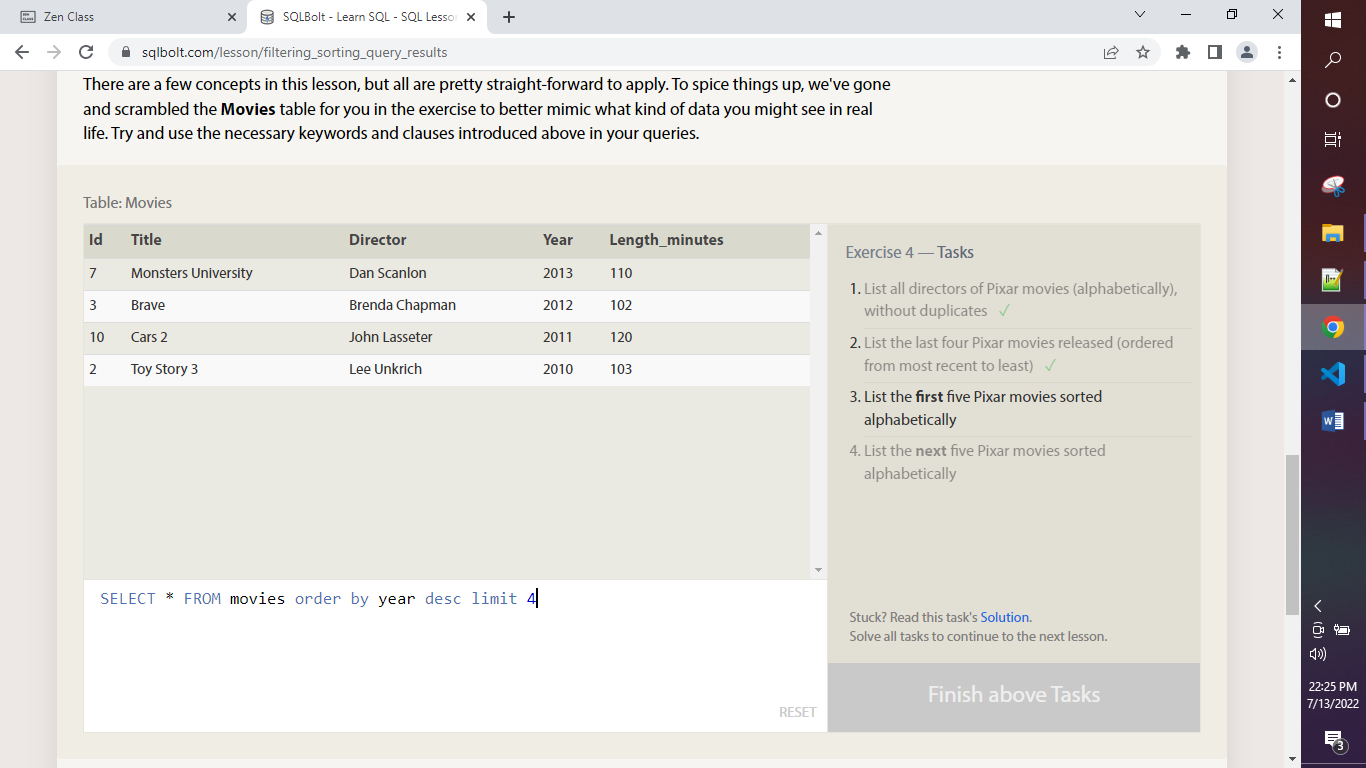 Zen Class
SQLBolt - Learn SQL - SQL Lesson
sqlbolt.com/lesson/filtering_sorting_query_results
There are a few concepts in this lesson, but all are pretty straight-forward to apply. To spice things up, we've gone
and scrambled the Movies table for you in the exercise to better mimic what kind of data you might see in real
life. Try and use the necessary keywords and clauses introduced above in your queries.
Table: Movies
Id Title Director Year Length_minutes
7 Monsters University Dan Scanlon 2013 110
3 Brave Brenda Chapman 2012 102
10 Cars 2 John Lasseter 2011 120
2 Toy Story 3 Lee Unkrich 2010 103
SELECT * FROM movies order by year desc limit 4
RESET
Exercise 4 — Tasks
1. List all directors of Pixar movies (alphabetically),
without duplicates ✓
2. List the last four Pixar movies released (ordered
from most recent to least) ✓
3. List the first five Pixar movies sorted
alphabetically
4. List the next five Pixar movies sorted
alphabetically
Stuck? Read this task's Solution.
Solve all tasks to continue to the next lesson.
Finish above Tasks
22:25 PM
7/13/2022
3